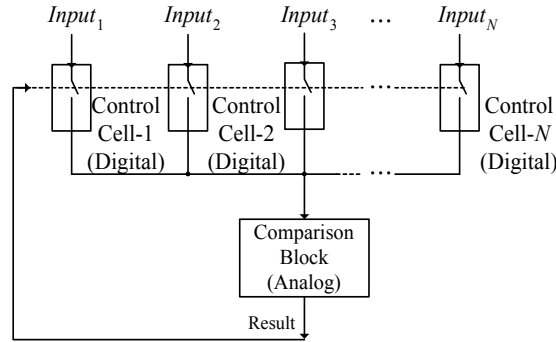 Input1 Input2 Input3 ... InputN
Control Cell-1 (Digital)
Control Cell-2 (Digital)
...
Control Cell-N (Digital)
...
Comparison
Block
(Analog)
Result